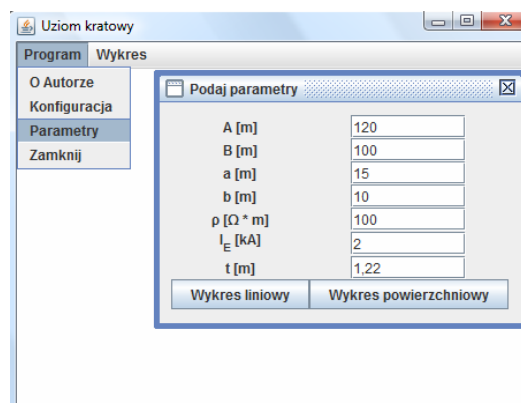 Uziom kratowy
Program Wykres
O Autorze
Konfiguracja
Parametry
Zamknij
Podaj parametry
A [m] 120
B [m] 100
a [m] 15
b [m] 10
ρ [Ω * m] 100
I_E [kA] 2
t [m] 1,22
Wykres liniowy Wykres powierzchniowy